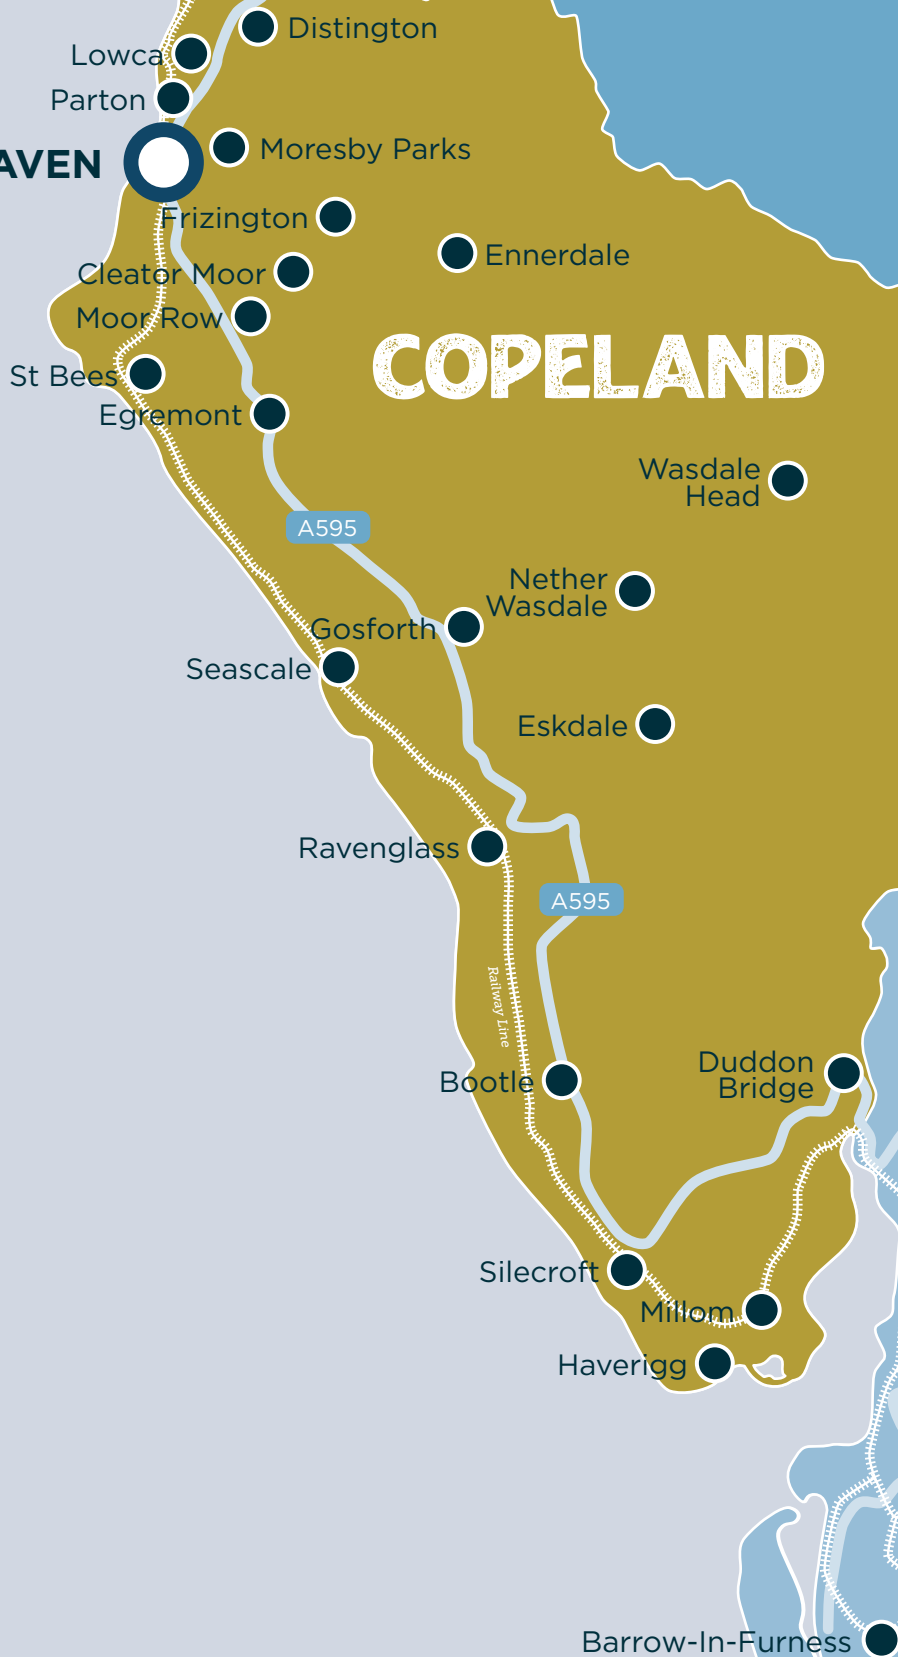 Distington
Lowca
Parton
AVEN
Moresby Parks
Frizington
Ennerdale
Cleator Moor
Moor Row
COPELAND
St Bees
Egremont
Wasdale
Head
A595
Nether
Wasdale
Gosforth
Seascale
Eskdale
Ravenglass
A595
Railway Line
Duddon
Bridge
Bootle
Silecroft
Millom
Haverigg
Barrow-In-Furness